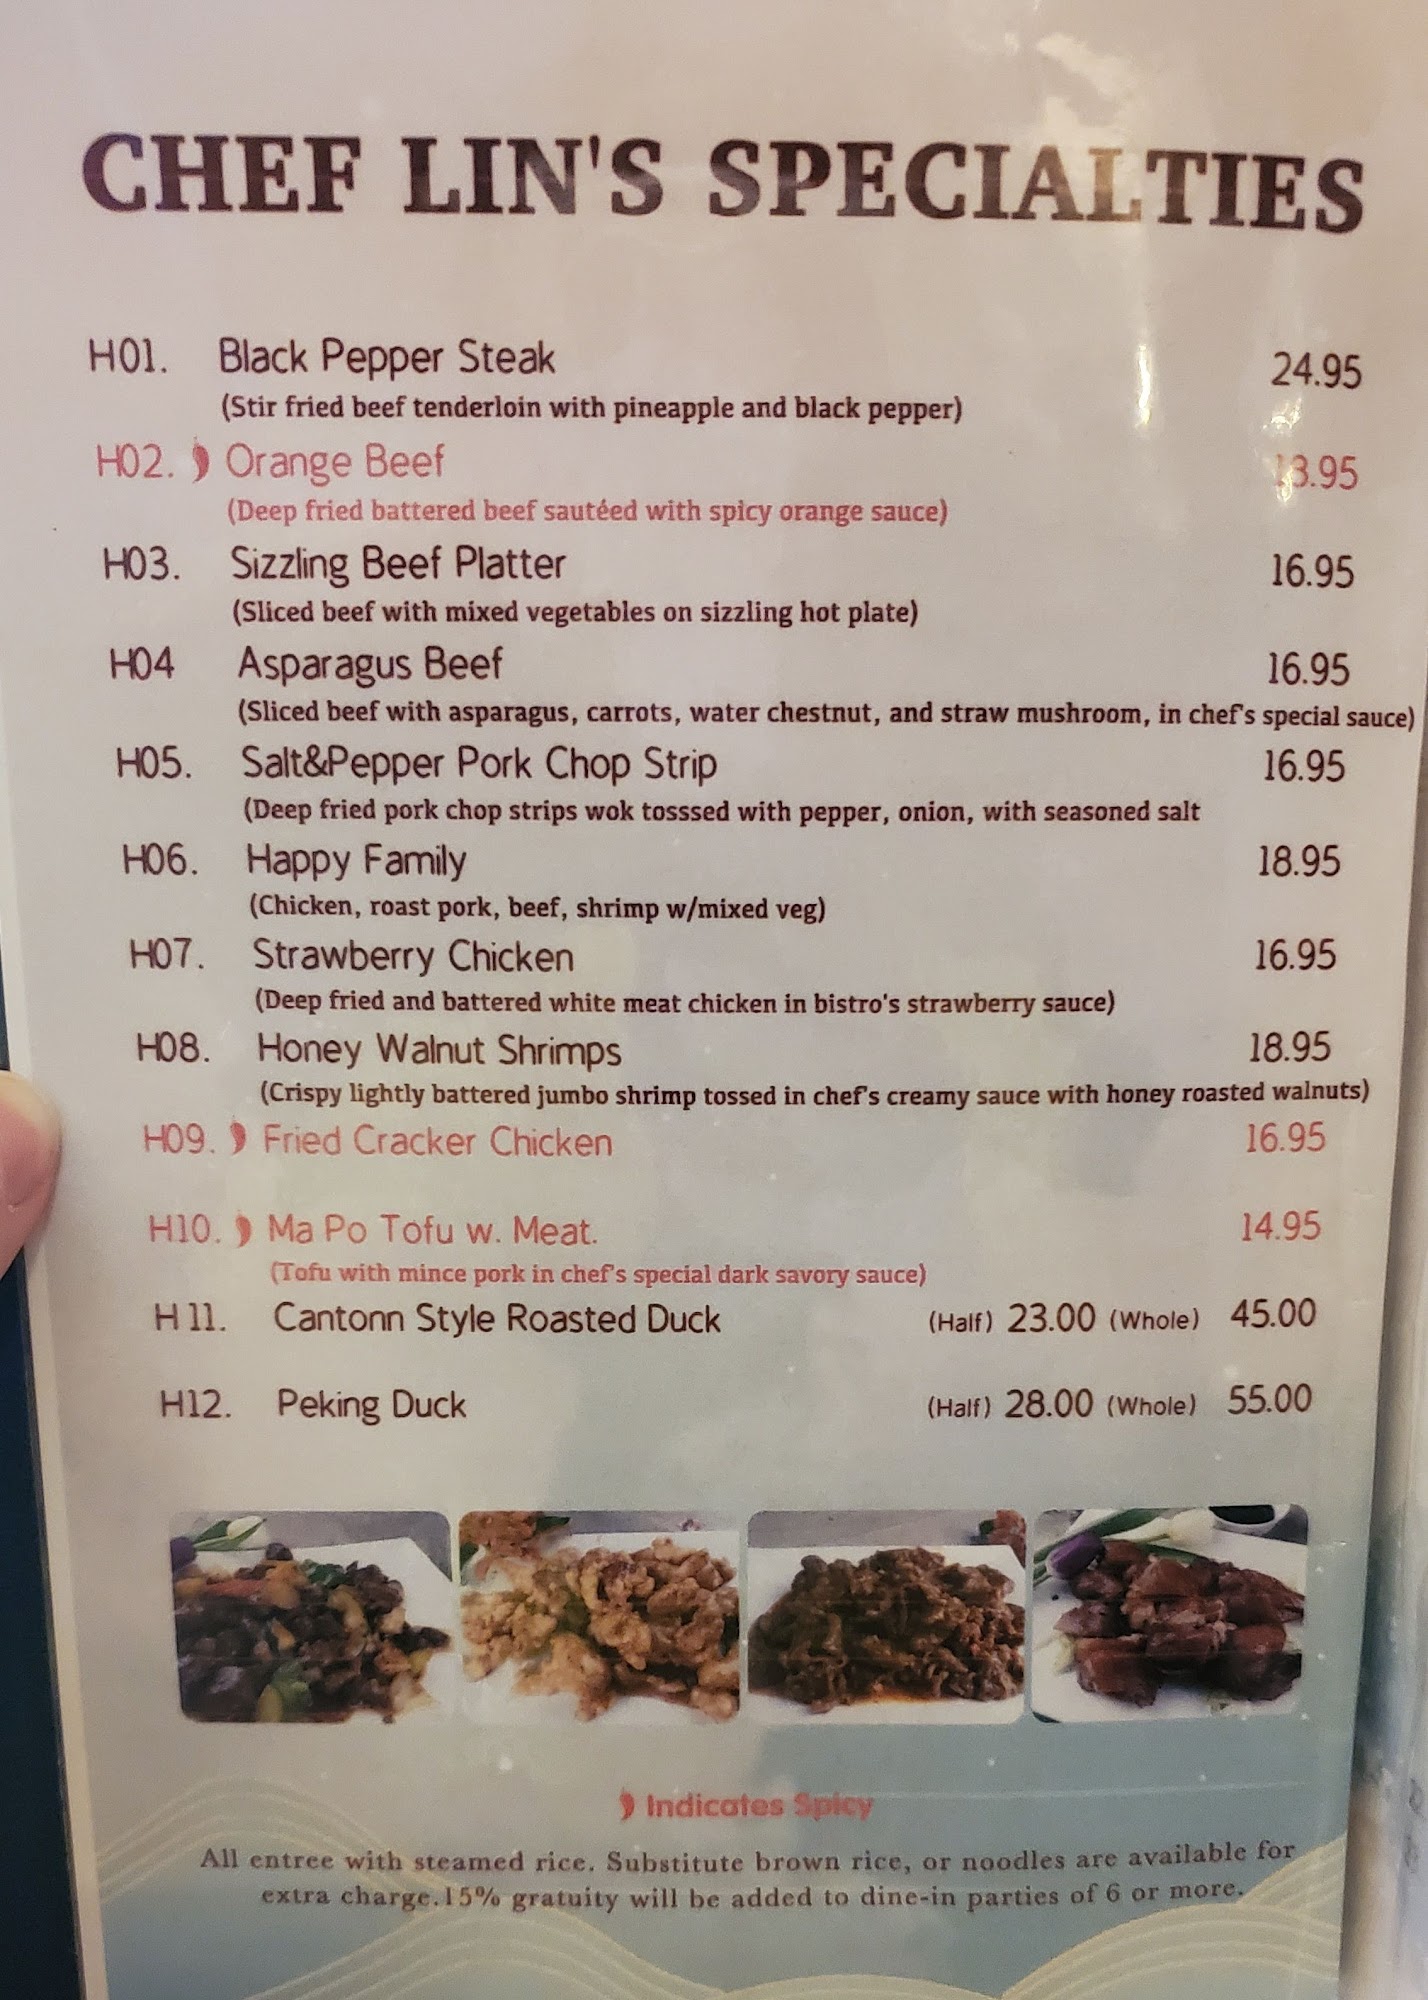 CHEF LIN'S SPECIALTIES
H01. Black Pepper Steak 24.95
(Stir fried beef tenderloin with pineapple and black pepper)
H02. Orange Beef
(Deep fried battered beef sautéed with spicy orange sauce)
H03. Sizzling Beef Platter 16.95
(Sliced beef with mixed vegetables on sizzling hot plate)
H04 Asparagus Beef 16.95
(Sliced beef with asparagus, carrots, water chestnut, and straw mushroom, in chef's special sauce)
H05. Salt&Pepper Pork Chop Strip 16.95
(Deep fried pork chop strips wok tosssed with pepper, onion, with seasoned salt
H06. Happy Family 18.95
(Chicken, roast pork, beef, shrimp w/mixed veg)
H07. Strawberry Chicken 16.95
(Deep fried and battered white meat chicken in bistro's strawberry sauce)
H08. Honey Walnut Shrimps 18.95
(Crispy lightly battered jumbo shrimp tossed in chef's creamy sauce with honey roasted walnuts)
H09. Fried Cracker Chicken 16.95
H10. Ma Po Tofu w. Meat. 14.95
(Tofu with mince pork in chef's special dark savory sauce)
H 11. Cantonn Style Roasted Duck (Half) 23.00 (Whole) 45.00
H12. Peking Duck (Half) 28.00 (Whole) 55.00
Indicates Spicy
All entree with steamed rice. Substitute brown rice, or noodles are available for
extra charge.15% gratuity will be added to dine-in parties of 6 or more.